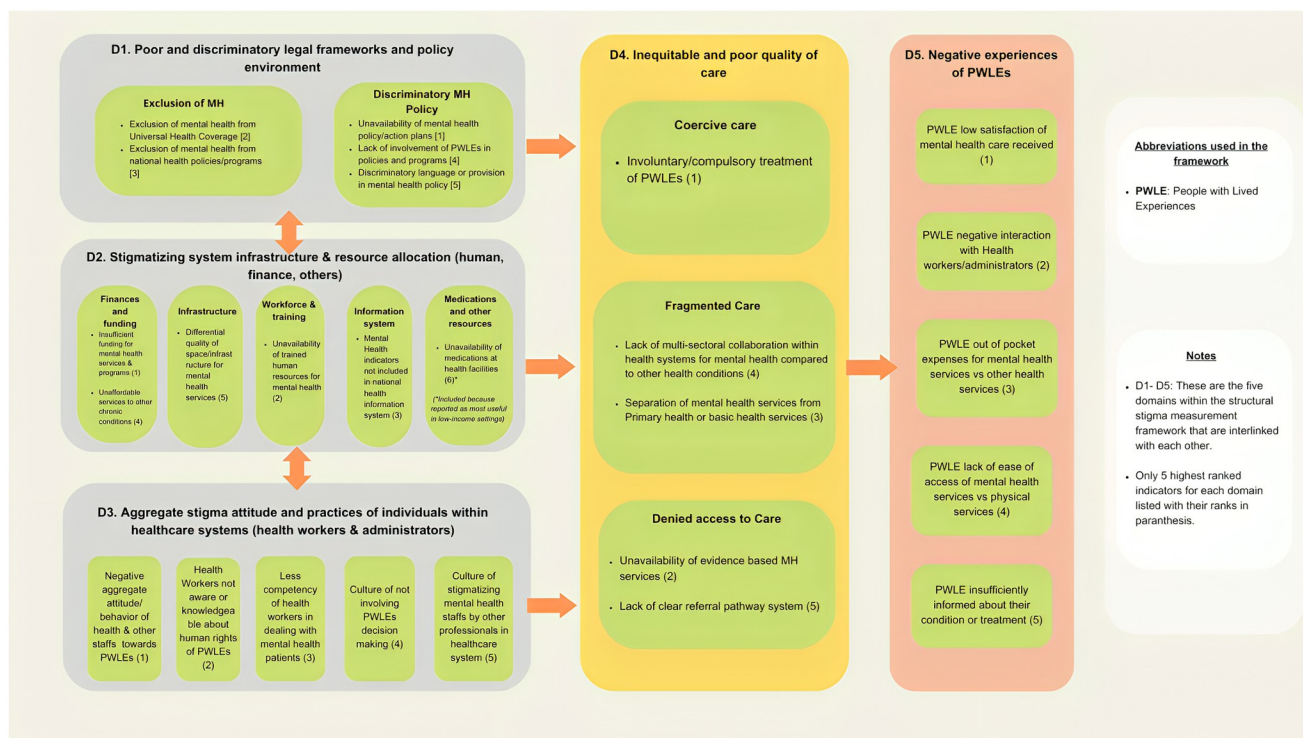 D1. Poor and discriminatory legal frameworks and policy
environment
Exclusion of MH
• Exclusion of mental health from
Universal Health Coverage [2]
• Exclusion of mental health from
national health policies/programs
[3]
Discriminatory MH
Policy
• Unavailability of mental health
policy/action plans [1]
• Lack of involvement of PWLEs in
policies and programs [4]
• Discriminatory language or provision
in mental health policy [5]
D2. Stigmatizing system infrastructure & resource allocation (human,
finance, others)
Finances
and
funding
• Insufficient
funding for
mental health
services &
programs (1)
• Unaffordable
services to other
chronic
conditions (4)
Infrastructure
• Differential
quality of
space/infrast
ructure for
mental
health
services (5)
Workforce &
training
• Unavailability
of trained
human
resources for
mental health
(2)
Information
system
• Mental
Health
indicators
not included
in national
health
information
system (3)
Medications
and other
resources
• Unavailability of
medications at
health facilities
(6)*
(*Included because
reported as most useful
in low-income settings)
D3. Aggregate stigma attitude and practices of individuals within
healthcare systems (health workers & administrators)
Negative
aggregate
attitude/
behavior of
health & other
staffs towards
PWLEs (1)
Health
Workers not
aware or
knowledgea
ble about
human rights
of PWLEs
(2)
Less
competency
of health
workers in
dealing with
mental health
patients (3)
Culture of not
involving
PWLEs
decision
making (4)
Culture of
stigmatizing
mental health
staffs by other
professionals in
healthcare
system (5)
D4. Inequitable and poor quality of
care
Coercive care
• Involuntary/compulsory treatment
of PWLEs (1)
Fragmented Care
• Lack of multi-sectoral collaboration within
health systems for mental health compared
to other health conditions (4)
• Separation of mental health services from
Primary health or basic health services (3)
Denied access to Care
• Unavailability of evidence based MH
services (2)
• Lack of clear referral pathway system (5)
D5. Negative experiences
of PWLEs
PWLE low satisfaction of
mental health care received
(1)
PWLE negative interaction
with Health
workers/administrators (2)
PWLE out of pocket
expenses for mental health
services vs other health
services (3)
PWLE lack of ease of
access of mental health
services vs physical
services (4)
PWLE insufficiently
informed about their
condition or treatment (5)
Abbreviations used in the
framework
• PWLE: People with Lived
Experiences
Notes
• D1- D5: These are the five
domains within the structural
stigma measurement
framework that are interlinked
with each other.
• Only 5 highest ranked
indicators for each domain
listed with their ranks in
paranthesis.